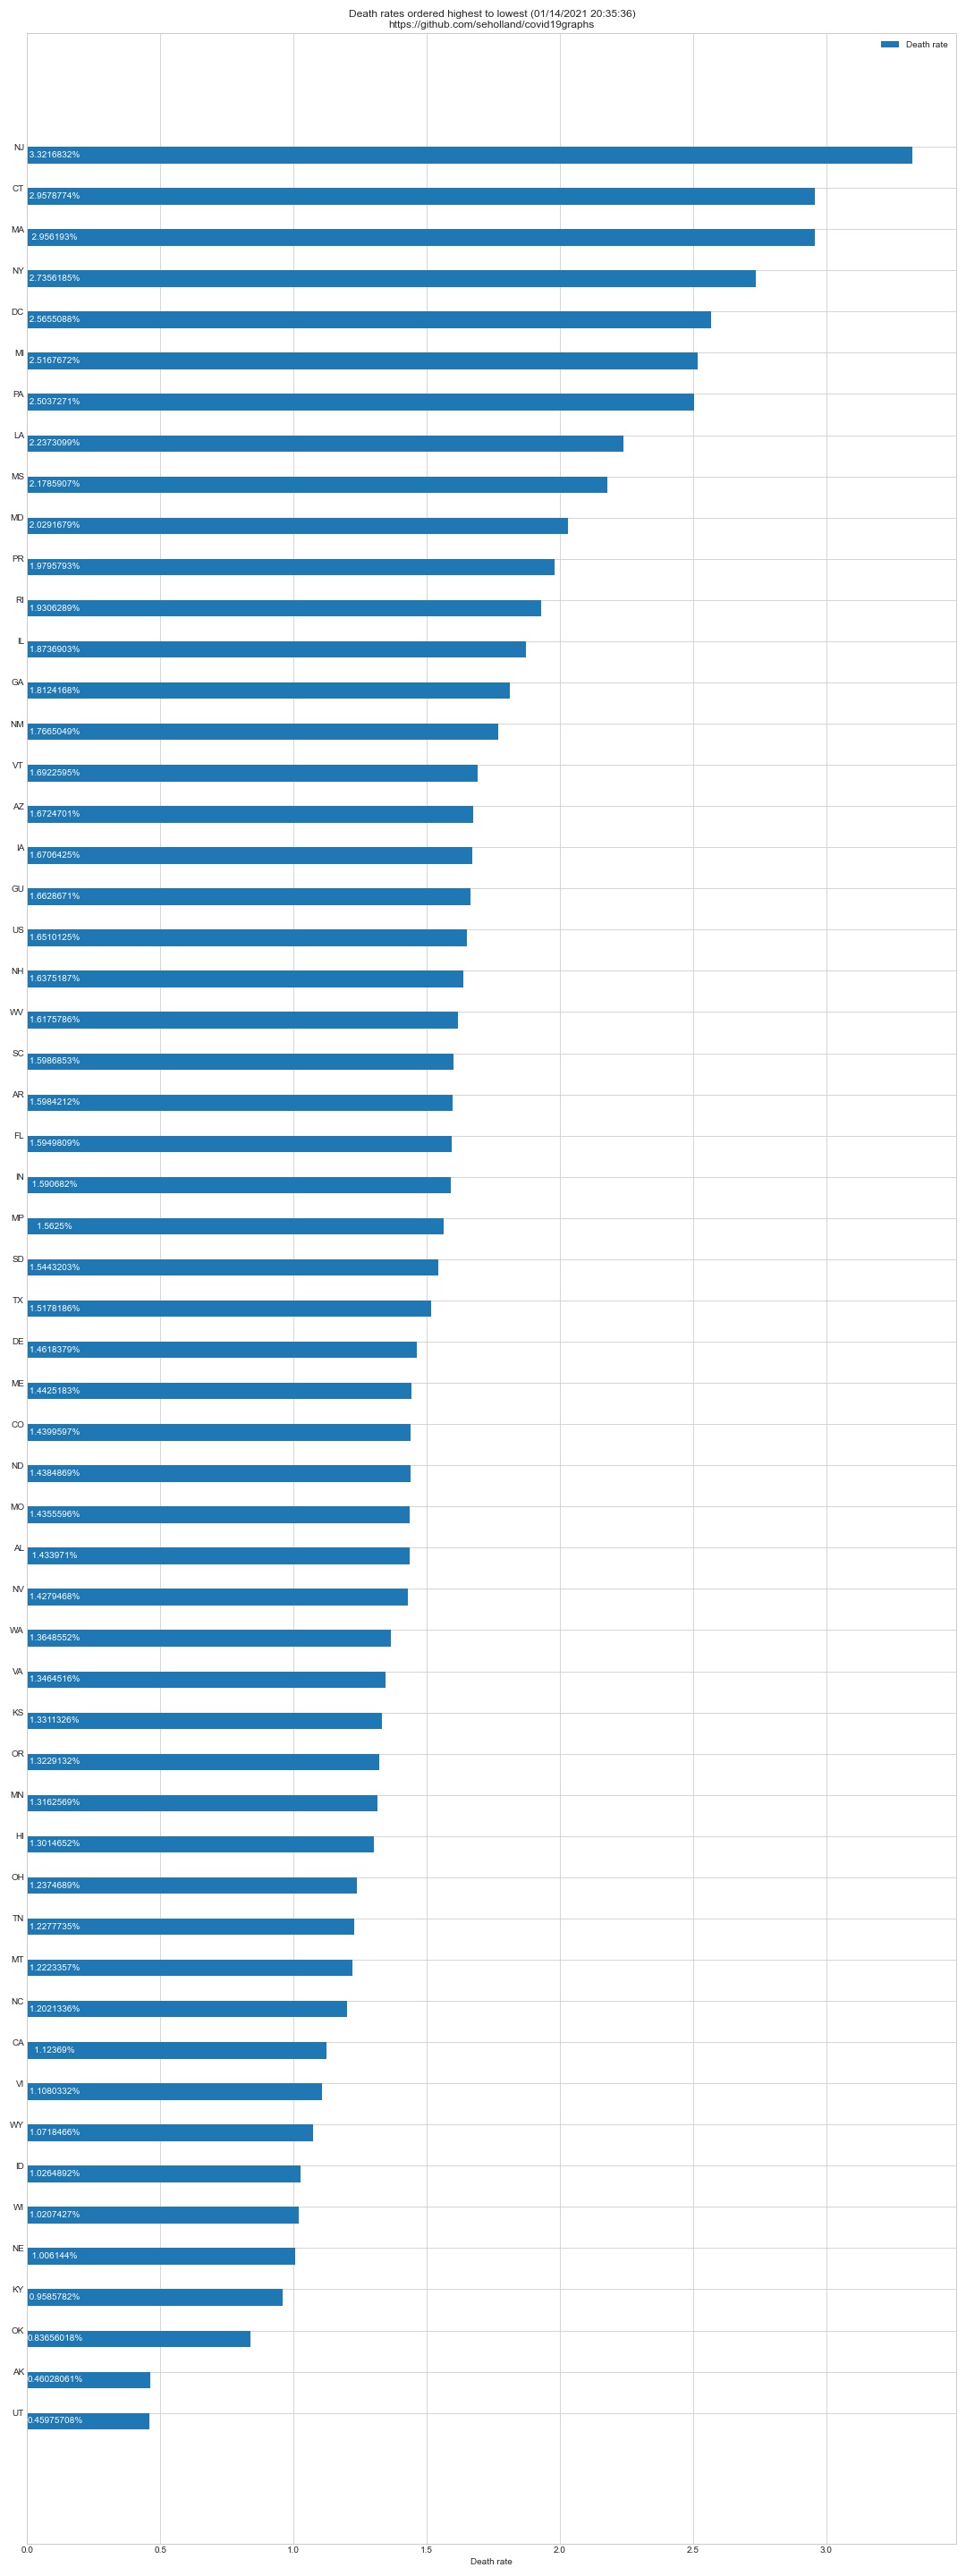 Death rates ordered highest to lowest (01/14/2021 20:35:36)
https://github.com/seholland/covid19graphs
Death rate
NJ 3.3216832%
CT 2.9578774%
MA 2.956193%
NY 2.7356185%
DC 2.5655088%
MI 2.5167672%
PA 2.5037271%
LA 2.2373099%
MS 2.1785907%
MD 2.0291679%
PR 1.9795793%
RI 1.9306289%
IL 1.8736903%
GA 1.8124168%
NM 1.7665049%
VT 1.6922595%
AZ 1.6724701%
IA 1.6706425%
GU 1.6628671%
US 1.6510125%
NH 1.6375187%
WV 1.6175786%
SC 1.5986853%
AR 1.5984212%
FL 1.5949809%
IN 1.590682%
MP 1.5625%
SD 1.5443203%
TX 1.5178186%
DE 1.4618379%
ME 1.4425183%
CO 1.4399597%
ND 1.4384869%
MO 1.4355596%
AL 1.433971%
NV 1.4279468%
WA 1.3648552%
VA 1.3464516%
KS 1.3311326%
OR 1.3229132%
MN 1.3162569%
HI 1.3014652%
OH 1.2374689%
TN 1.2277735%
MT 1.2223357%
NC 1.2021336%
CA 1.12369%
VI 1.1080332%
WY 1.0718466%
ID 1.0264892%
WI 1.0207427%
NE 1.006144%
KY 0.9585782%
OK 0.83656018%
AK 0.46028061%
UT 0.45975708%
0.0 0.5 1.0 1.5 2.0 2.5 3.0
Death rate